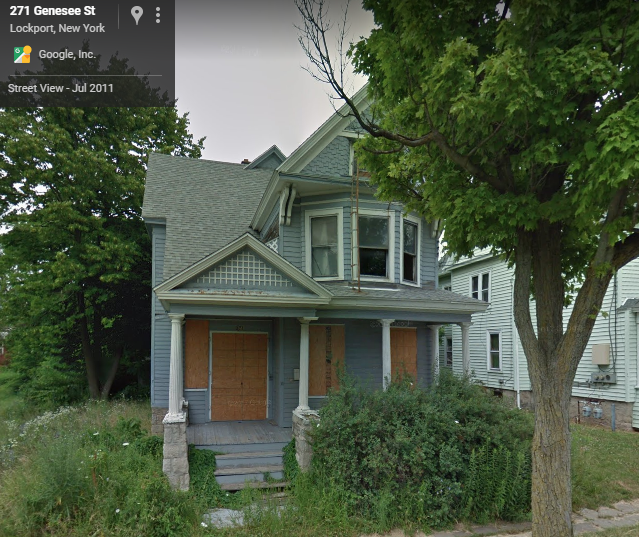 271 Genesee St
Lockport, New York
Google, Inc.
Street View - Jul 2011